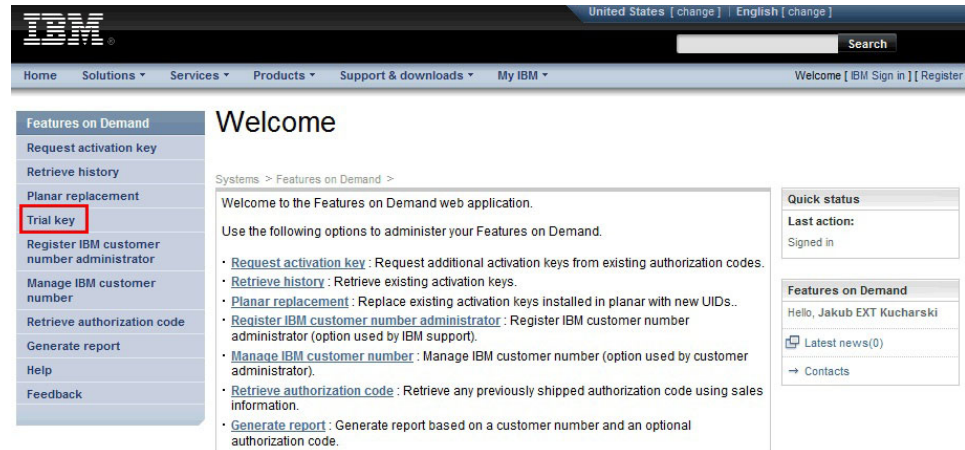 United States [ change ] | English [ change ]
IBM ®
Search
Home Solutions Services Products Support & downloads My IBM Welcome [ IBM Sign in ] [ Register
Features on Demand
Request activation key
Retrieve history
Planar replacement
Trial key
Register IBM customer
number administrator
Manage IBM customer
number
Retrieve authorization code
Generate report
Help
Feedback
Welcome
Systems > Features on Demand >
Welcome to the Features on Demand web application.
Use the following options to administer your Features on Demand.
· Request activation key : Request additional activation keys from existing authorization codes.
· Retrieve history : Retrieve existing activation keys.
· Planar replacement : Replace existing activation keys installed in planar with new UIDs..
· Register IBM customer number administrator : Register IBM customer number
administrator (option used by IBM support).
· Manage IBM customer number : Manage IBM customer number (option used by customer
administrator).
· Retrieve authorization code : Retrieve any previously shipped authorization code using sales
information.
· Generate report : Generate report based on a customer number and an optional
authorization code.
Quick status
Last action:
Signed in
Features on Demand
Hello, Jakub EXT Kucharski
Latest news(0)
→ Contacts